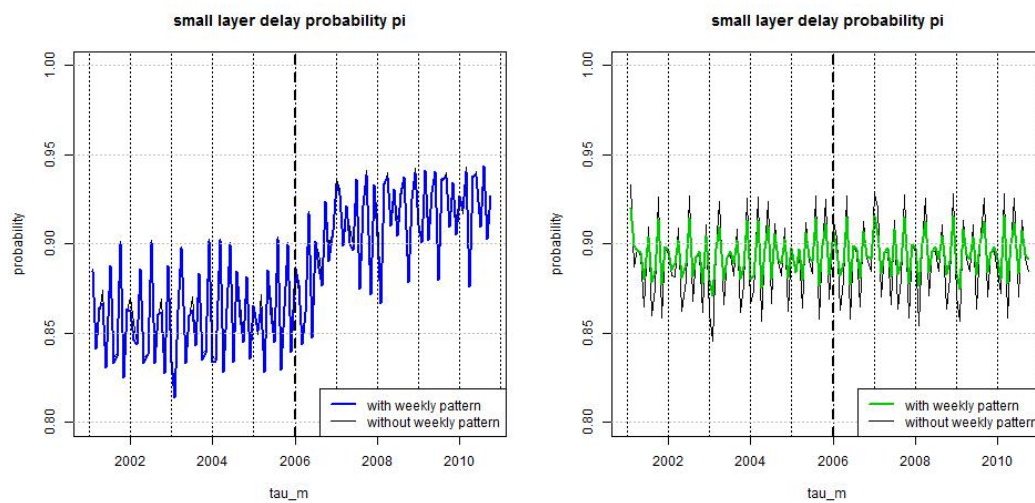 small layer delay probability pi
probability
1.00
0.95
0.90
0.85
0.80
with weekly pattern
without weekly pattern
2002 2004 2006 2008 2010
tau_m
small layer delay probability pi
probability
1.00
0.95
0.90
0.85
0.80
with weekly pattern
without weekly pattern
2002 2004 2006 2008 2010
tau_m